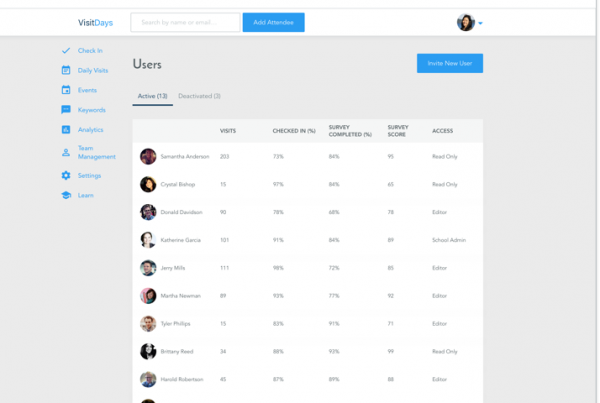 VisitDays
Search by name or email...
Add Attendee
Check In
Daily Visits
Events
Keywords
Analytics
Team
Management
Settings
Learn
Users
Invite New User
Active (13)
Deactivated (3)
VISITS CHECKED IN (%) SURVEY COMPLETED (%) SURVEY SCORE ACCESS
Samantha Anderson 203 73% 84% 95 Read Only
Crystal Bishop 15 97% 84% 65 Read Only
Donald Davidson 90 78% 68% 78 Editor
Katherine Garcia 101 91% 84% 89 School Admin
Jerry Mills 111 98% 72% 85 Editor
Martha Newman 89 93% 77% 92 Editor
Tyler Phillips 15 83% 91% 71 Editor
Brittany Reed 34 88% 93% 99 Read Only
Harold Robertson 45 87% 89% 88 Editor